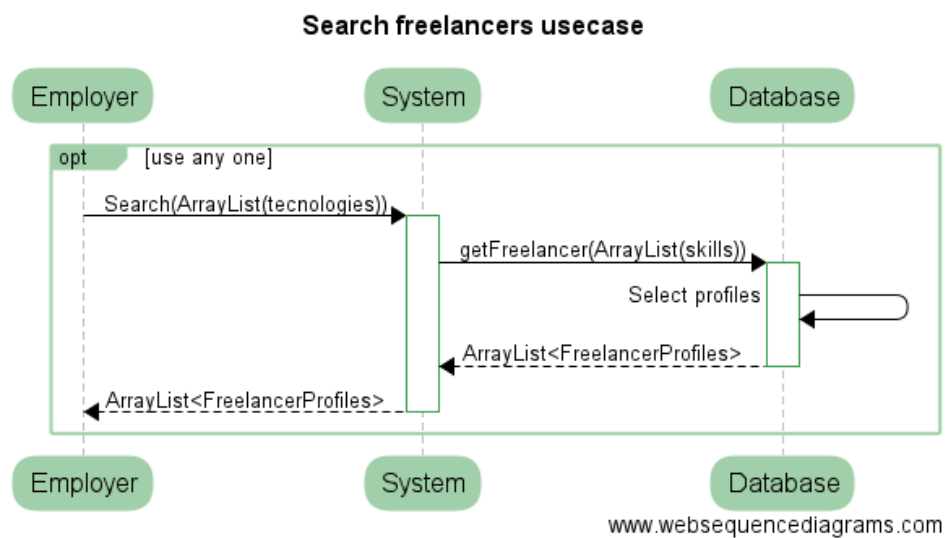 Search freelancers usecase
Employer
System
Database
opt
[use any one]
Search(ArrayList(tecnologies))
getFreelancer(ArrayList(skills))
Select profiles
ArrayList<FreelancerProfiles>
ArrayList<FreelancerProfiles>
Employer
System
Database
www.websequencediagrams.com